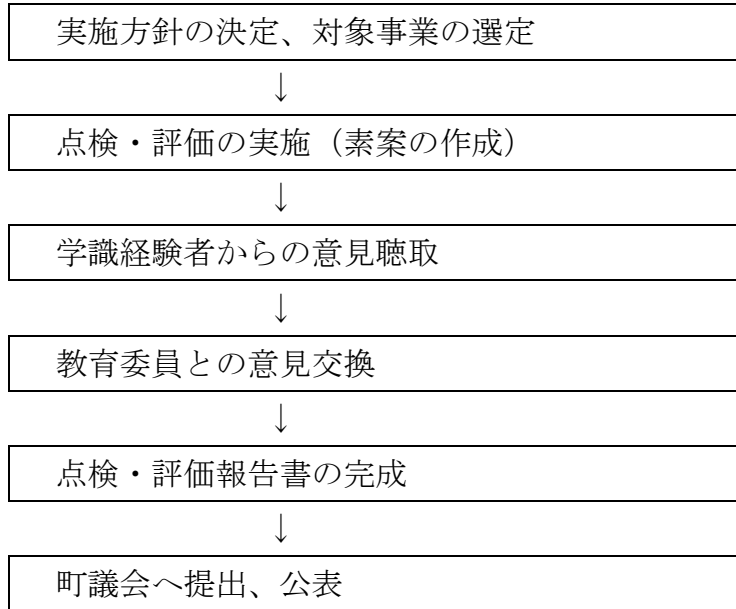 実施方針の決定、対象事業の選定
↓
点検・評価の実施（素案の作成）
↓
学識経験者からの意見聴取
↓
教育委員との意見交換
↓
点検・評価報告書の完成
↓
町議会へ提出、公表